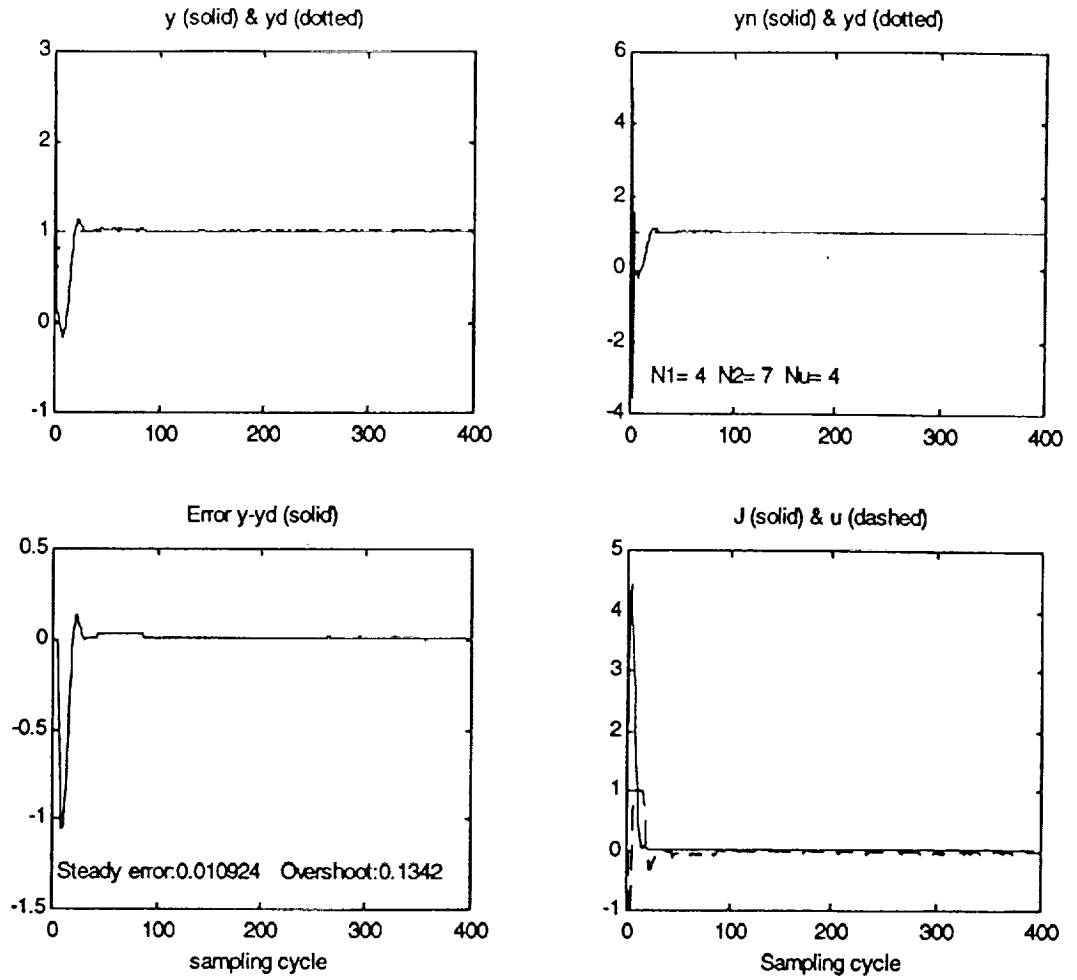 y (solid) & yd (dotted)
3
2
1
0
-1
0 100 200 300 400
yn (solid) & yd (dotted)
6
4
2
0
-2
-4
N1= 4 N2= 7 Nu= 4
0 100 200 300 400
Error y-yd (solid)
0.5
0
-0.5
-1
-1.5
Steady error:0.010924 Overshoot:0.1342
0 100 200 300 400
sampling cycle
J (solid) & u (dashed)
5
4
3
2
1
0
-1
0 100 200 300 400
Sampling cycle